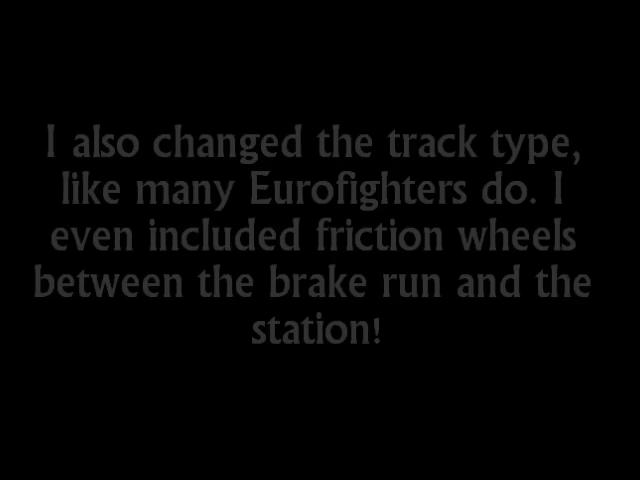 I also changed the track type,
like many Eurofighters do. I
even included friction wheels
between the brake run and the
station!